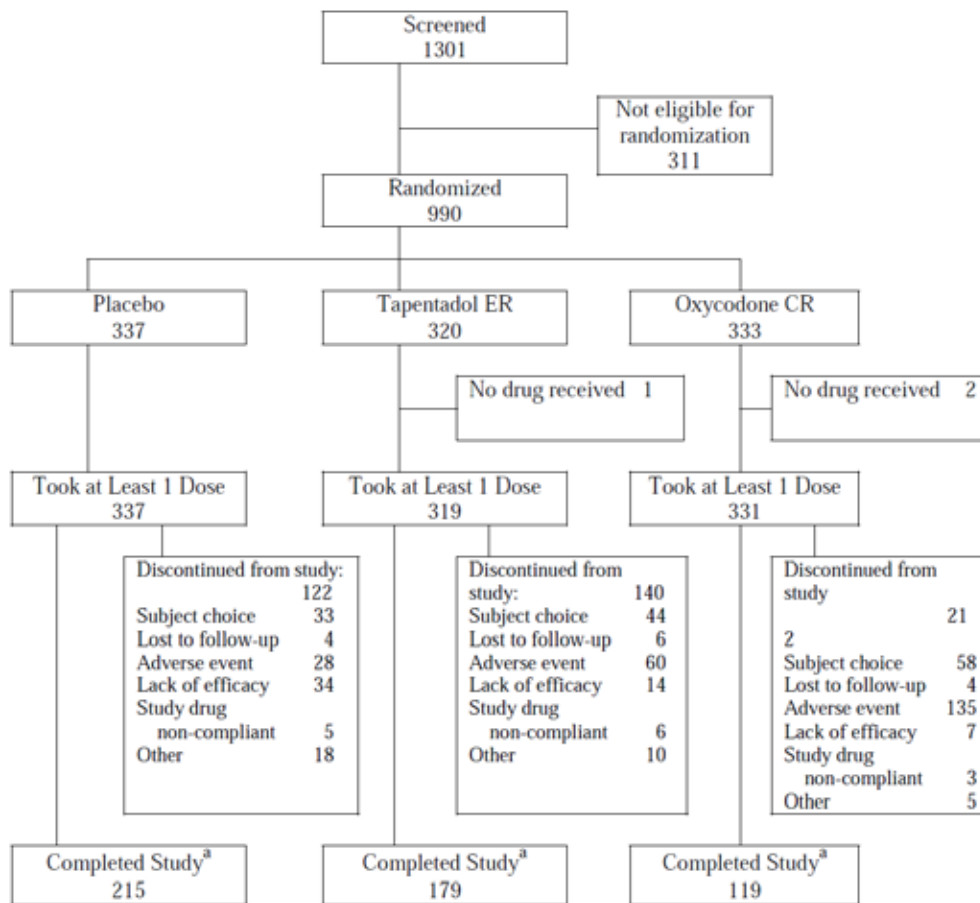 Screened
1301
Not eligible for
randomization
311
Randomized
990
Placebo
337
Tapentadol ER
320
Oxycodone CR
333
No drug received 1
No drug received 2
Took at Least 1 Dose
337
Took at Least 1 Dose
319
Took at Least 1 Dose
331
Discontinued from study:
122
Subject choice 33
Lost to follow-up 4
Adverse event 28
Lack of efficacy 34
Study drug
non-compliant 5
Other 18
Discontinued from
study: 140
Subject choice 44
Lost to follow-up 6
Adverse event 60
Lack of efficacy 14
Study drug
non-compliant 6
Other 10
Discontinued from
study
21
2
Subject choice 58
Lost to follow-up 4
Adverse event 135
Lack of efficacy 7
Study drug
non-compliant 3
Other 5
Completed Studyᵃ
215
Completed Studyᵃ
179
Completed Studyᵃ
119